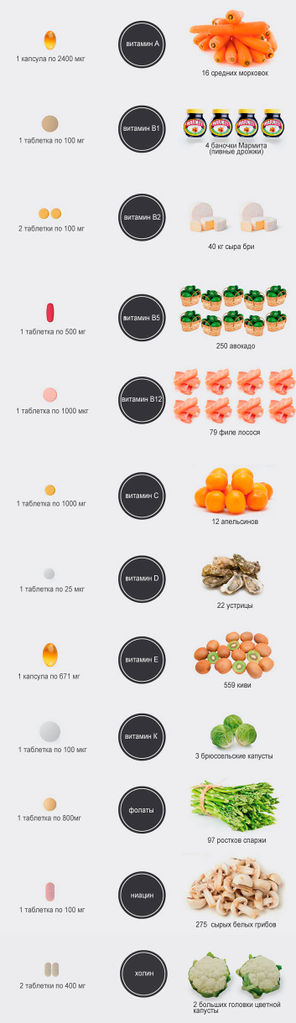 витамин А
1 капсула по 2400 мкг
16 средних морковок
витамин В1
1 таблетка по 100 мг
4 баночки Мармита
(пивные дрожжи)
витамин В2
2 таблетки по 100 мг
40 кг сыра бри
витамин В5
1 таблетка по 500 мг
250 авокадо
витамин В12
1 таблетка по 1000 мкг
79 филе лосося
витамин С
1 таблетка по 1000 мг
12 апельсинов
витамин D
1 таблетка по 25 мкг
22 устрицы
витамин Е
1 капсула по 671 мг
559 киви
витамин К
1 таблетка по 100 мкг
3 брюссельские капусты
фолаты
1 таблетка по 800мг
97 ростков спаржи
ниацин
1 таблетка по 100 мг
275 сырых белых грибов
холин
2 таблетки по 400 мг
2 больших головки цветной
капусты